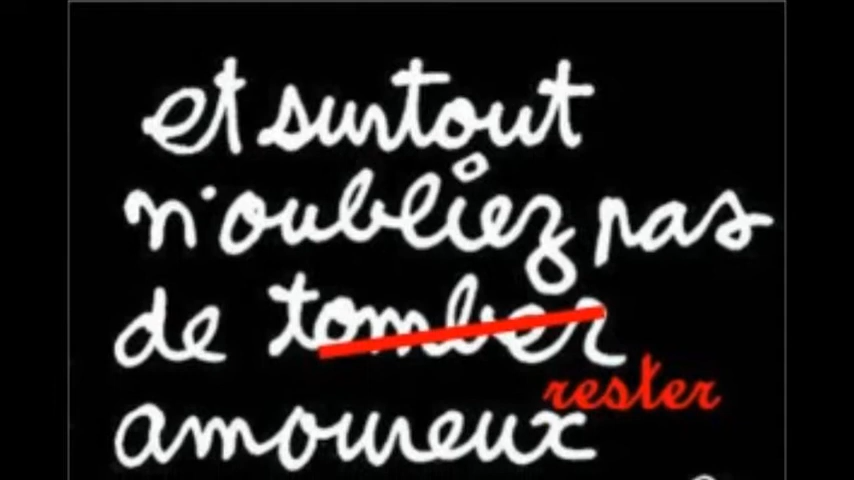 et surtout
n'oubliez pas
de tomber
rester
amoureux